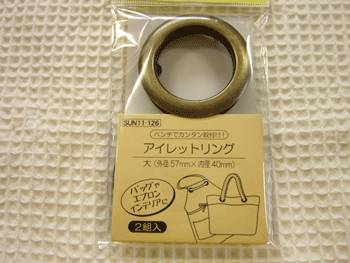 SUN11-126
ペンチでカンタン取付け!
アイレットリング
大(外径57mm×内径40mm)
バッグや
エプロン
インテリアに
2組入